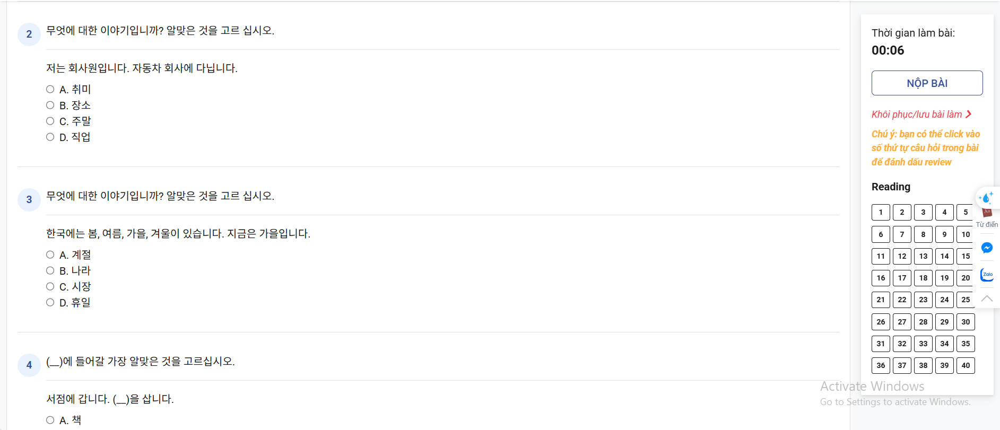 2
무엇에 대한 이야기입니까? 알맞은 것을 고르 십시오.
저는 회사원입니다. 자동차 회사에 다닙니다.
A. 취미
B. 장소
C. 주말
D. 직업
3
무엇에 대한 이야기입니까? 알맞은 것을 고르 십시오.
한국에는 봄, 여름, 가을, 겨울이 있습니다. 지금은 가을입니다.
A. 계절
B. 나라
C. 시장
D. 휴일
4
(__)에 들어갈 가장 알맞은 것을 고르십시오.
서점에 갑니다. (__)을 삽니다.
A. 책
Thời gian làm bài:
00:06
NỘP BÀI
Khôi phục/lưu bài làm
Chú ý: bạn có thể click vào
số thứ tự câu hỏi trong bài
để đánh dấu review
Reading
1 2 3 4 5
6 7 8 9 10
11 12 13 14 15
16 17 18 19 20
21 22 23 24 25
26 27 28 29 30
31 32 33 34 35
36 37 38 39 40
Aa
Từ điển
Zalo
Activate Windows
Go to Settings to activate Windows.